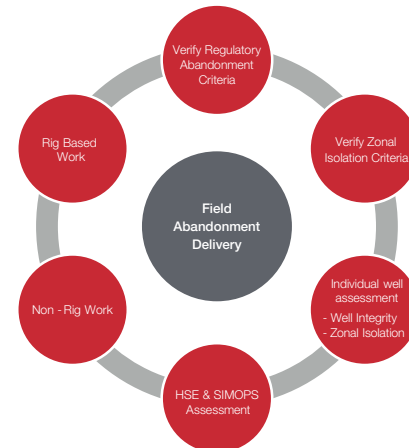 Verify Regulatory
Abandonment
Criteria
Verify Zonal
Isolation Criteria
Individual well
assessment
- Well Integrity
- Zonal Isolation
HSE & SIMOPS
Assessment
Non - Rig Work
Rig Based
Work
Field
Abandonment
Delivery